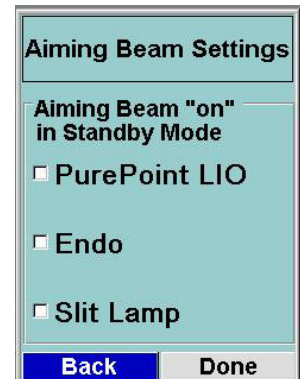 Aiming Beam Settings
Aiming Beam "on"
in Standby Mode
PurePoint LIO
Endo
Slit Lamp
Back Done